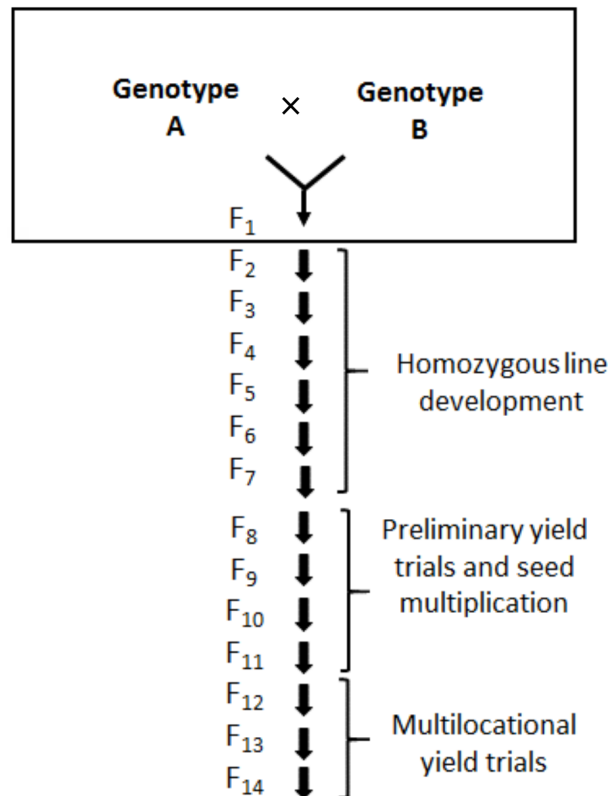 Genotype × Genotype
A B
F₁
F₂
F₃
F₄
Homozygous line
F₅
development
F₆
F₇
F₈
Preliminary yield
F₉
trials and seed
F₁₀
multiplication
F₁₁
F₁₂
Multilocational
F₁₃
yield trials
F₁₄